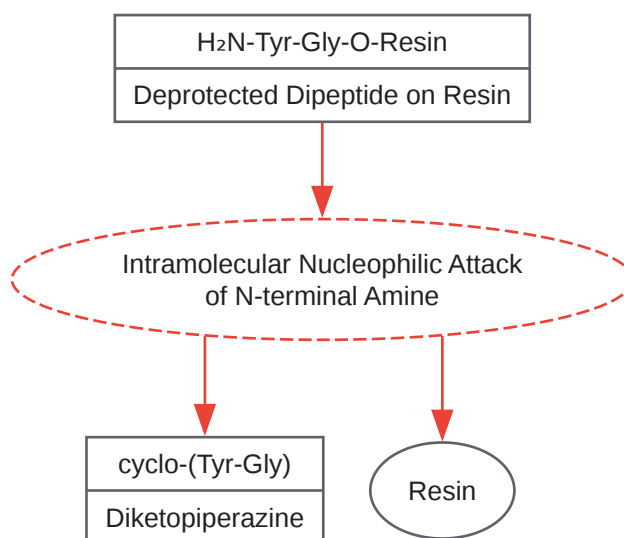 H₂N-Tyr-Gly-O-Resin
Deprotected Dipeptide on Resin
Intramolecular Nucleophilic Attack
of N-terminal Amine
cyclo-(Tyr-Gly)
Diketopiperazine
Resin